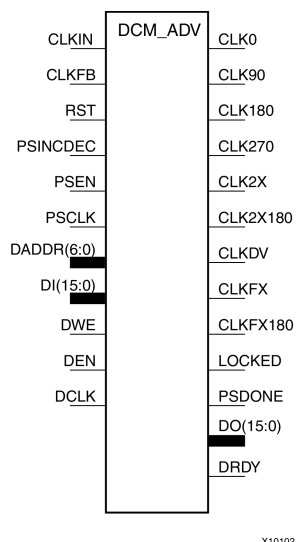 DCM_ADV
CLKIN
CLKFB
RST
PSINCDEC
PSEN
PSCLK
DADDR(6:0)
DI(15:0)
DWE
DEN
DCLK
CLK0
CLK90
CLK180
CLK270
CLK2X
CLK2X180
CLKDV
CLKFX
CLKFX180
LOCKED
PSDONE
DO(15:0)
DRDY
X10102